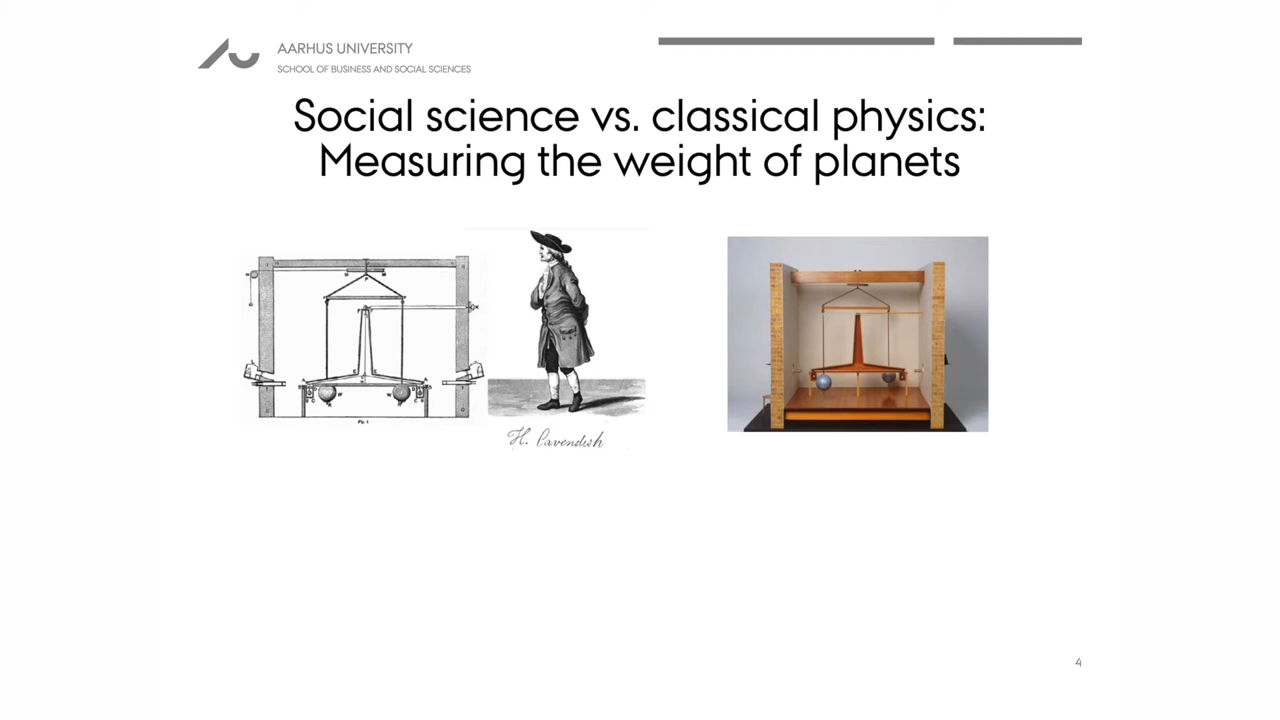 AARHUS UNIVERSITY
SCHOOL OF BUSINESS AND SOCIAL SCIENCES
Social science vs. classical physics:
Measuring the weight of planets
H. Cavendish
4